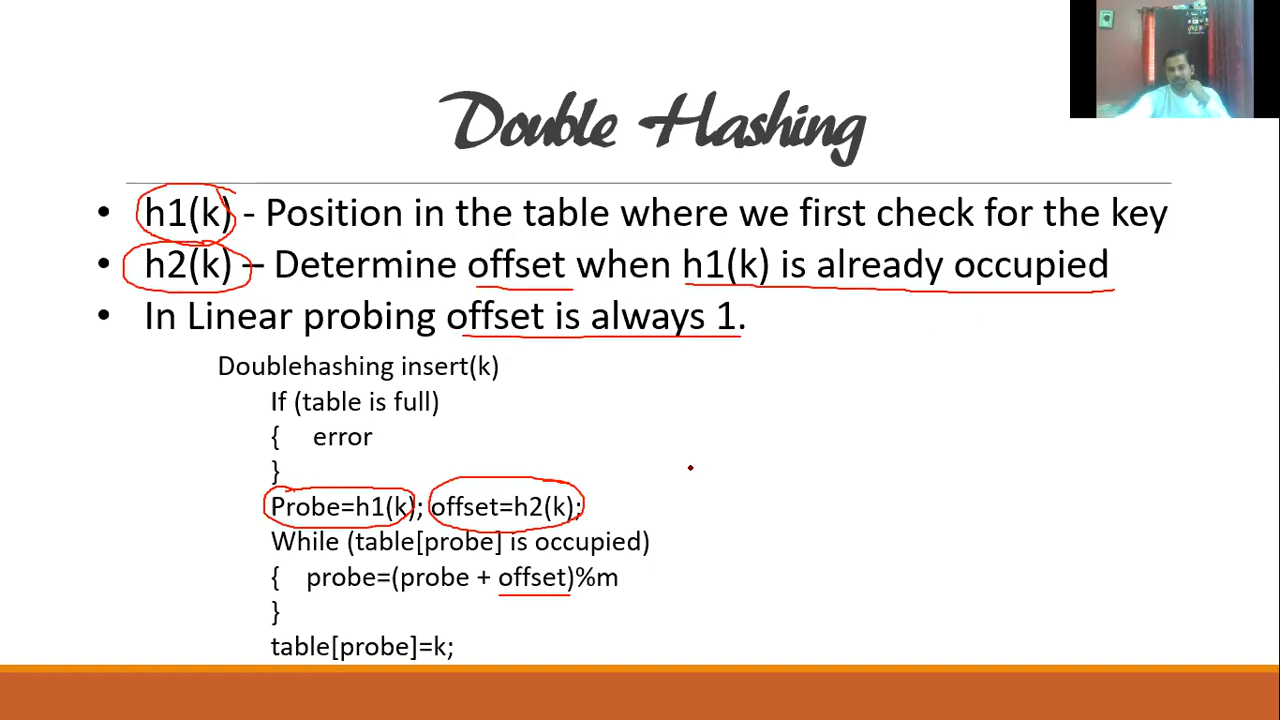 Double Hashing
• h1(k) - Position in the table where we first check for the key
• h2(k) – Determine offset when h1(k) is already occupied
• In Linear probing offset is always 1.
Doublehashing insert(k)
If (table is full)
{ error
}
Probe=h1(k); offset=h2(k);
While (table[probe] is occupied)
{ probe=(probe + offset)%m
}
table[probe]=k;